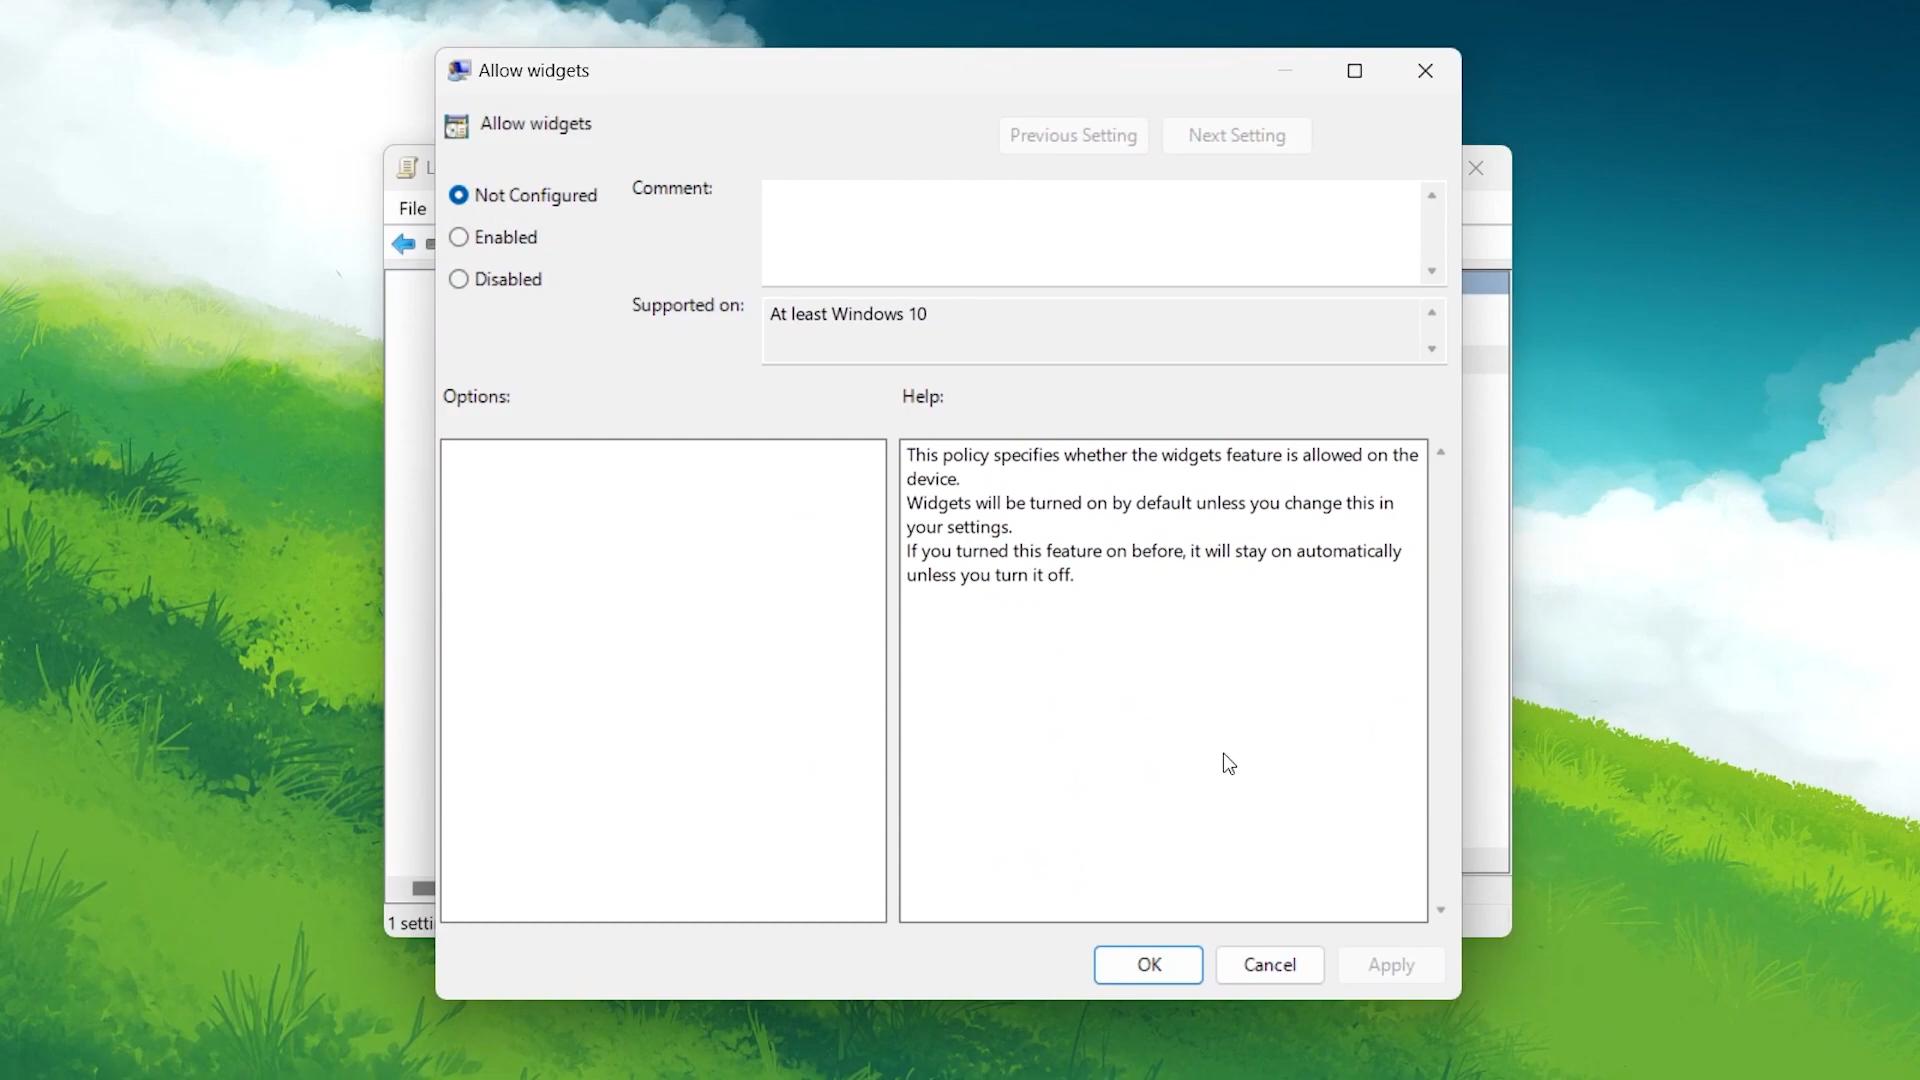 Allow widgets
Allow widgets
Previous Setting
Next Setting
L
File
Not Configured
Enabled
Disabled
Comment:
Supported on:
At least Windows 10
Options:
Help:
This policy specifies whether the widgets feature is allowed on the
device.
Widgets will be turned on by default unless you change this in
your settings.
If you turned this feature on before, it will stay on automatically
unless you turn it off.
1 setti
OK
Cancel
Apply